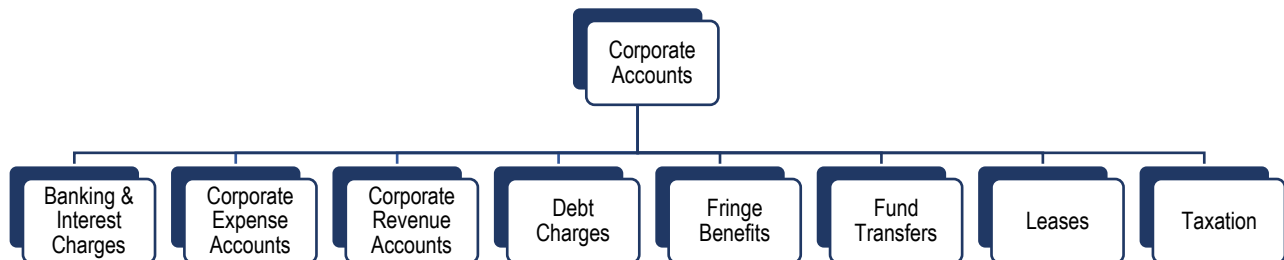 Corporate
Accounts
Banking &
Interest
Charges
Corporate
Expense
Accounts
Corporate
Revenue
Accounts
Debt
Charges
Fringe
Benefits
Fund
Transfers
Leases
Taxation